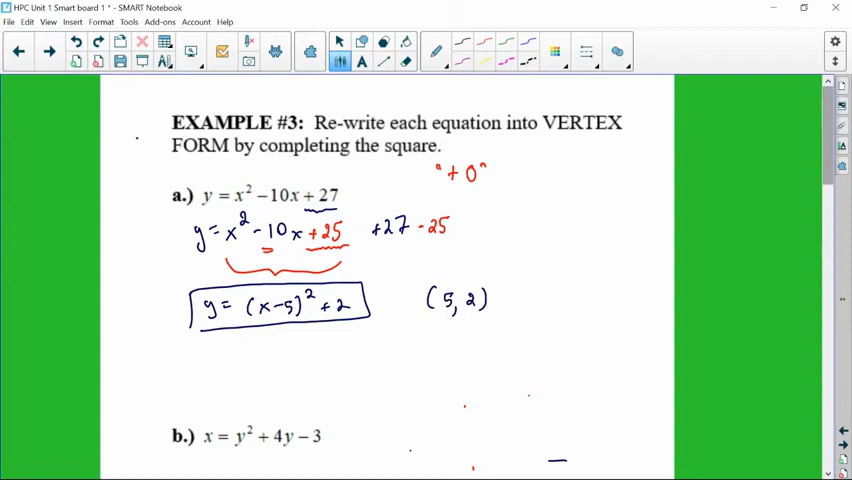 HPC Unit 1 Smart board 1 * - SMART Notebook
File Edit View Insert Format Tools Add-ons Account Help
EXAMPLE #3: Re-write each equation into VERTEX
FORM by completing the square.
"+ 0"
a.) y = x² −10x + 27
y = x² - 10x + 25 +27 - 25
y = (x-5)² + 2 (5, 2)
b.) x = y² + 4y − 3